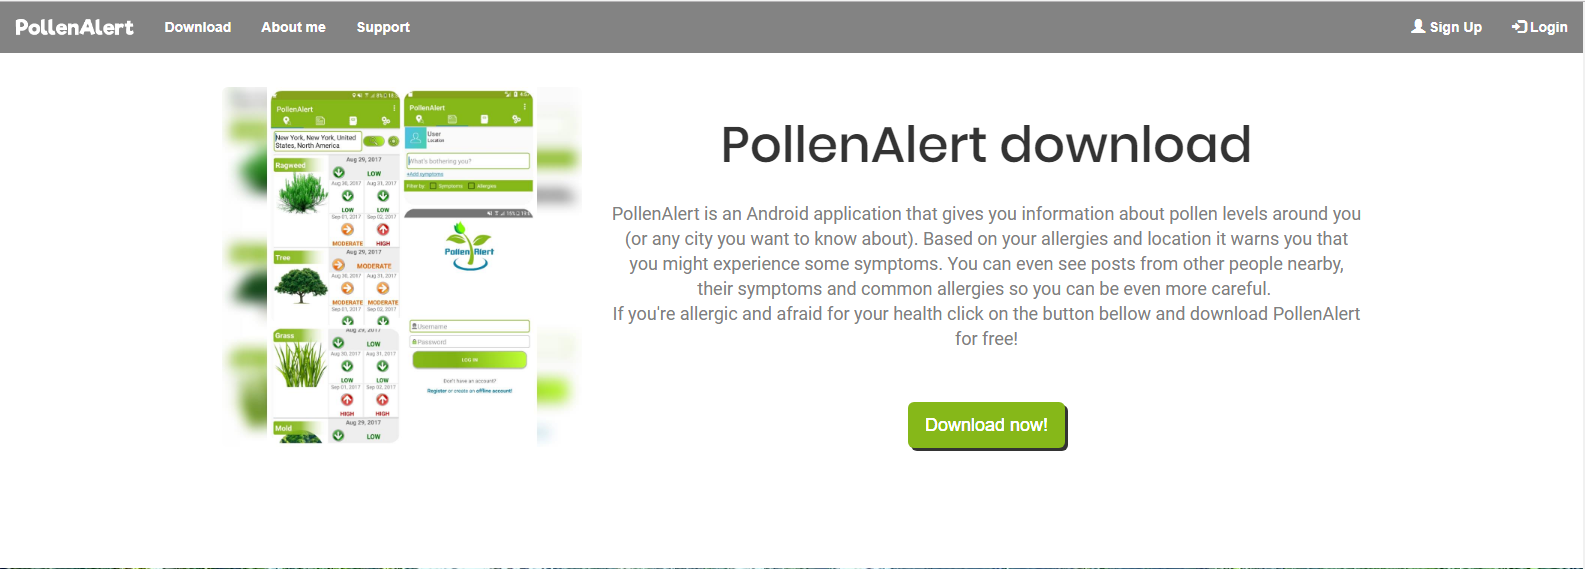 PollenAlert Download About me Support Sign Up Login
PollenAlert
New York, New York, United
States, North America
Ragweed
Aug 29, 2017
LOW
Aug 30, 2017 Aug 31, 2017
LOW LOW
Sep 01, 2017 Sep 02, 2017
MODERATE HIGH
Tree
Aug 29, 2017
MODERATE
Aug 30, 2017 Aug 31, 2017
MODERATE MODERATE
Sep 01, 2017 Sep 02, 2017
LOW LOW
Grass
Aug 29, 2017
LOW
Aug 30, 2017 Aug 31, 2017
LOW LOW
Sep 01, 2017 Sep 02, 2017
HIGH HIGH
Mold
Aug 29, 2017
LOW
PollenAlert
User
Location
What's bothering you?
+Add symptoms
Filter by: Symptoms Allergies
Pollen Alert
Username
Password
LOG IN
Don't have an account?
Register or create an offline account!
PollenAlert download
PollenAlert is an Android application that gives you information about pollen levels around you
(or any city you want to know about). Based on your allergies and location it warns you that
you might experience some symptoms. You can even see posts from other people nearby,
their symptoms and common allergies so you can be even more careful.
If you're allergic and afraid for your health click on the button bellow and download PollenAlert
for free!
Download now!